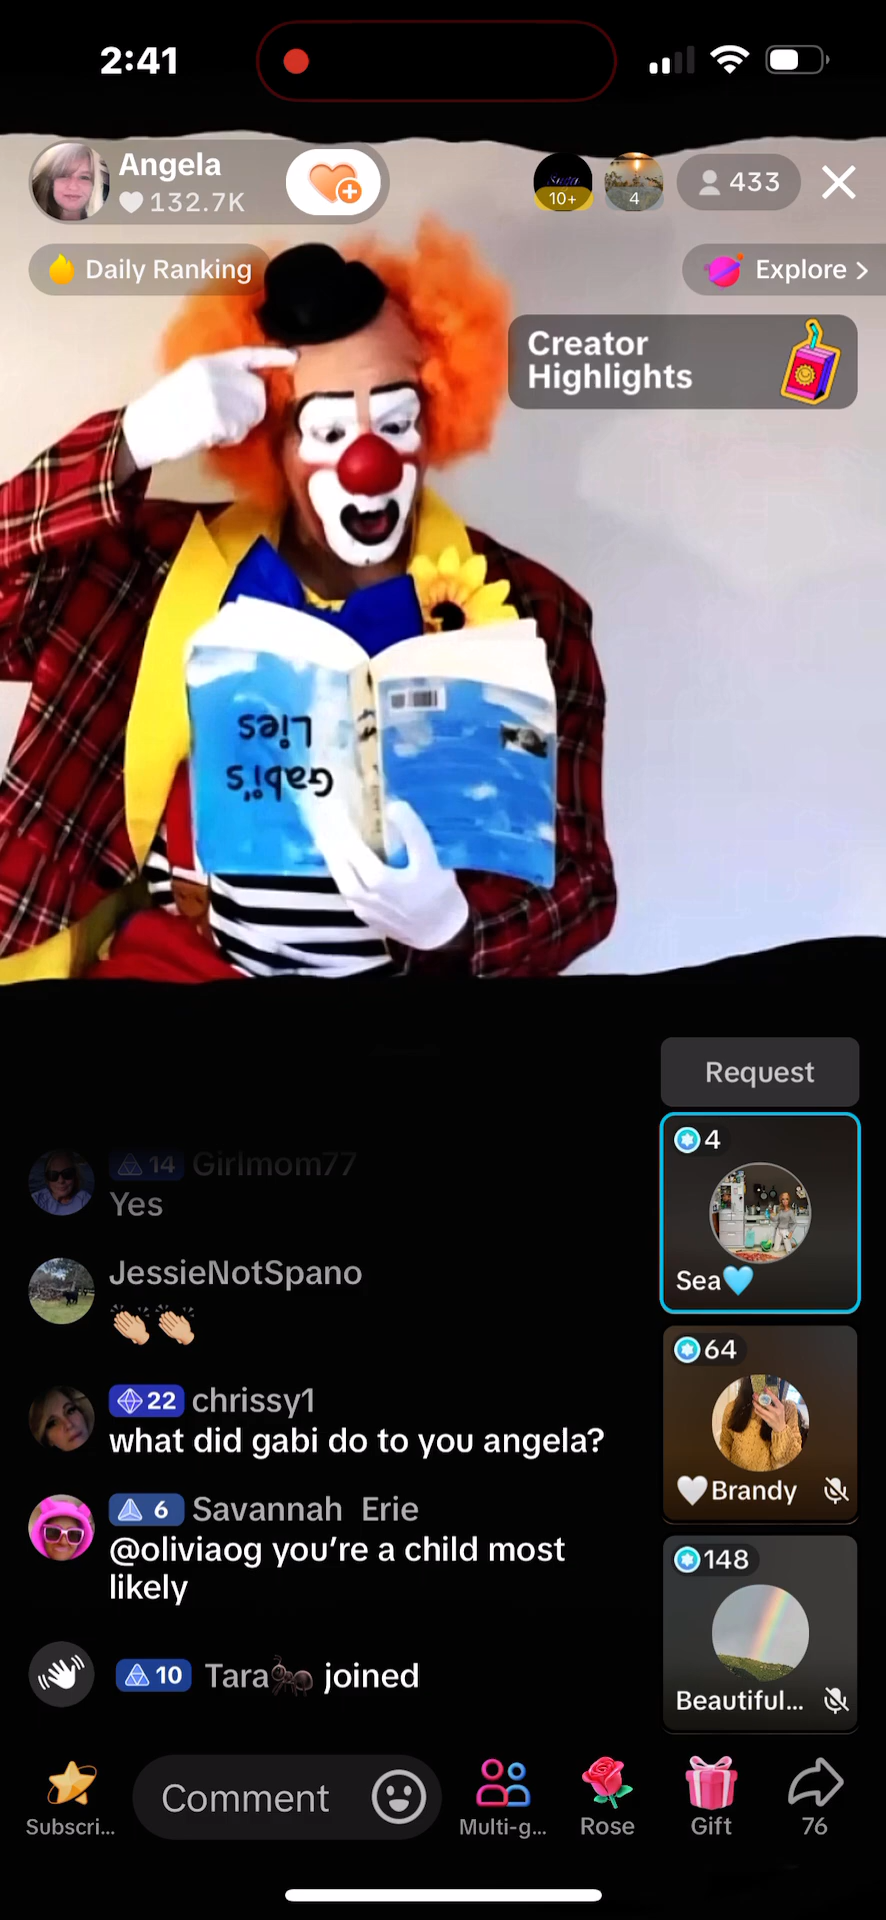 2:41
Angela
132.7K
10+
4
433
Daily Ranking
Explore >
Creator
Highlights
Gabi's
Lies
Request
14 Girlmom77
Yes
JessieNotSpano
👏🏻👏🏻
22 chrissy1
what did gabi do to you angela?
6 Savannah Erie
@oliviaog you're a child most
likely
10 Tara🐜 joined
4
Sea🩵
64
🤍Brandy
148
Beautiful...
Subscri...
Comment
Multi-g...
Rose
Gift
76